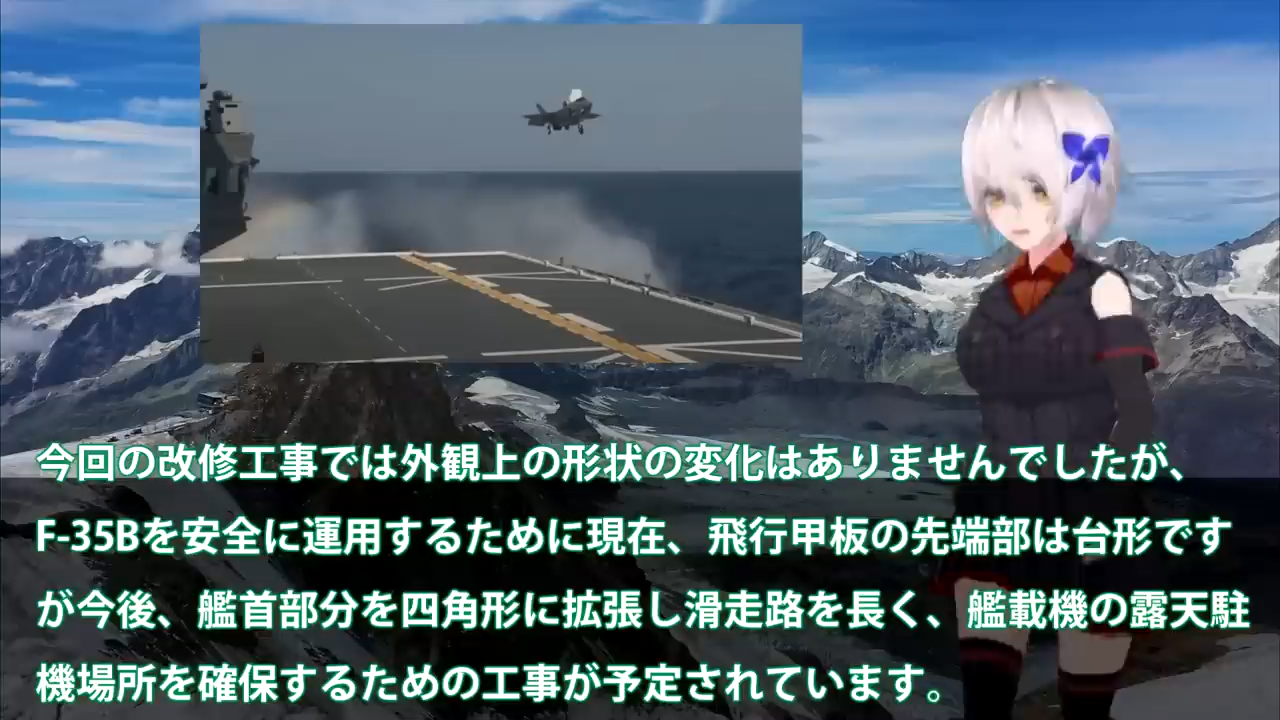 今回の改修工事では外観上の形状の変化はありませんでしたが、
F-35Bを安全に運用するために現在、飛行甲板の先端部は台形です
が今後、艦首部分を四角形に拡張し滑走路を長く、艦載機の露天駐
機場所を確保するための工事が予定されています。